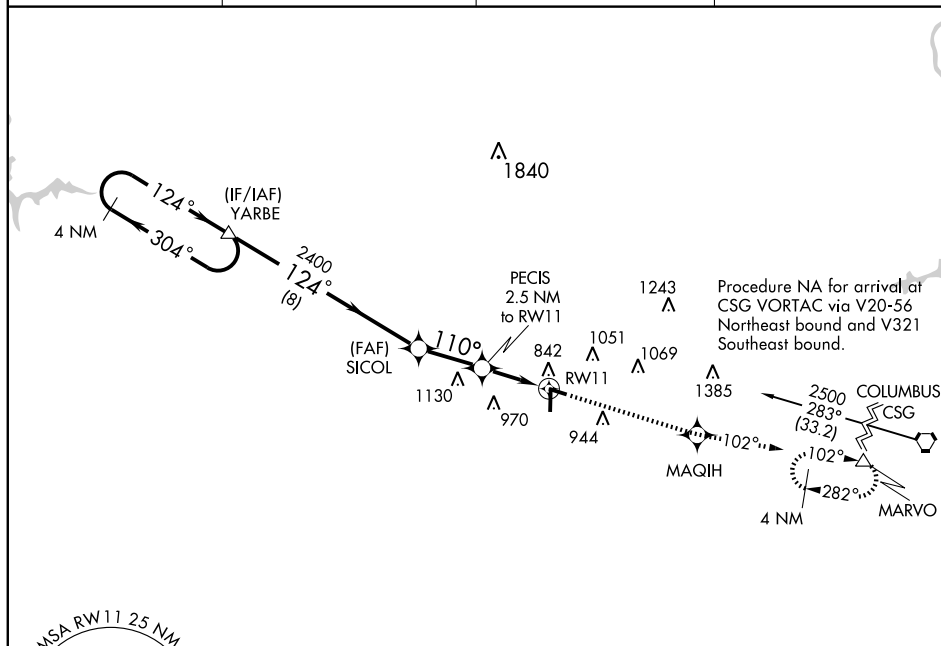 1840
124°
(IF/IAF)
YARBE
4 NM
304°
2400
124°
(8)
PECIS
2.5 NM
to RW11
1243
Procedure NA for arrival at
CSG VORTAC via V20-56
Northeast bound and V321
Southeast bound.
(FAF)
SICOL
110°
842
1051
1069
RW11
1130
970
944
1385
2500
283°
(33.2)
COLUMBUS
CSG
MAQIH
102°
102°
282°
4 NM
MARVO
MSA RW11 25 NM